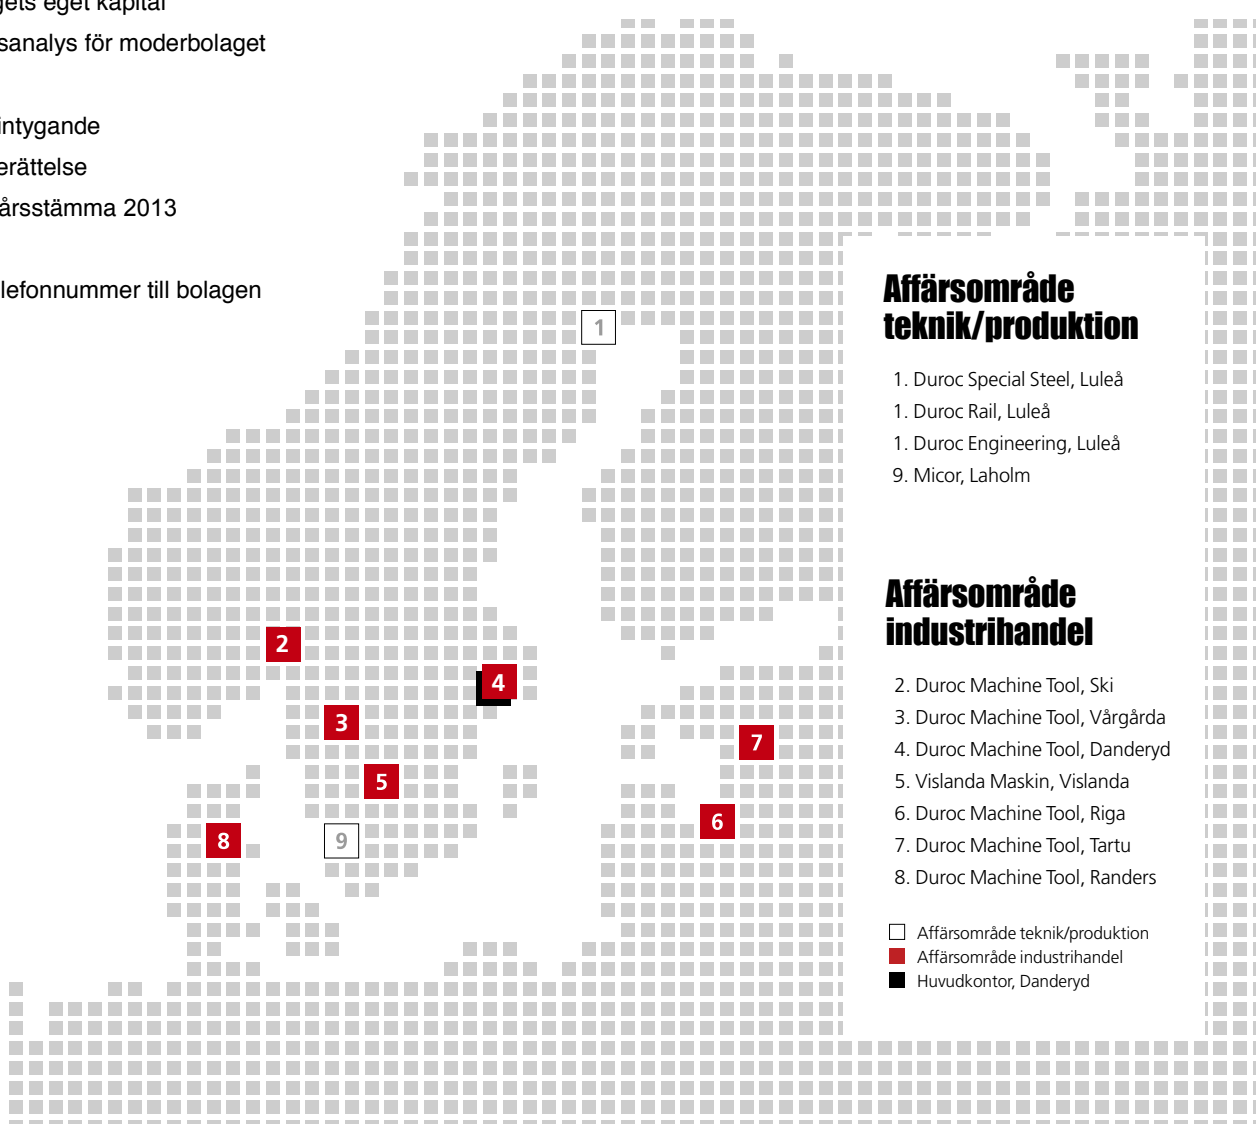 gets eget kapital
sanalys för moderbolaget
intygande
erättelse
årsstämma 2013
lefonnummer till bolagen
Affärsområde
teknik/produktion
1. Duroc Special Steel, Luleå
1. Duroc Rail, Luleå
1. Duroc Engineering, Luleå
9. Micor, Laholm
Affärsområde
industrihandel
2. Duroc Machine Tool, Ski
3. Duroc Machine Tool, Vårgårda
4. Duroc Machine Tool, Danderyd
5. Vislanda Maskin, Vislanda
6. Duroc Machine Tool, Riga
7. Duroc Machine Tool, Tartu
8. Duroc Machine Tool, Randers
Affärsområde teknik/produktion
Affärsområde industrihandel
Huvudkontor, Danderyd
1
2
4
3
7
5
6
8
9